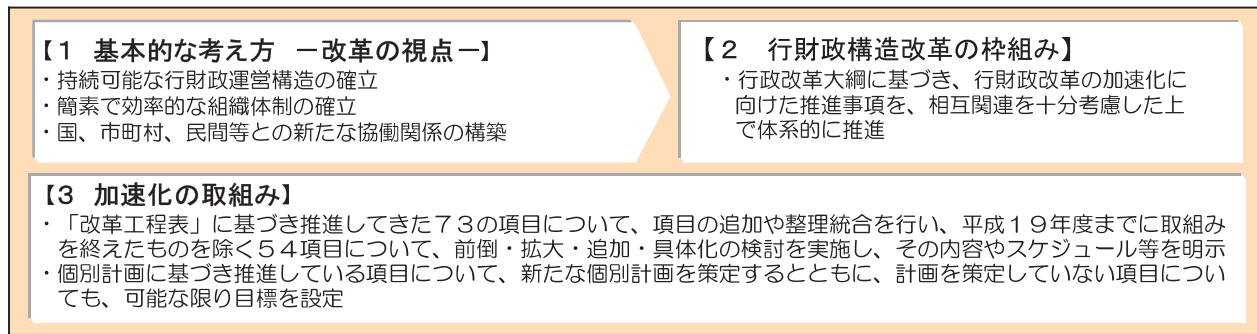 【1 基本的な考え方 －改革の視点－】
・持続可能な行財政運営構造の確立
・簡素で効率的な組織体制の確立
・国、市町村、民間等との新たな協働関係の構築
【２ 行財政構造改革の枠組み】
・行政改革大綱に基づき、行財政改革の加速化に
向けた推進事項を、相互関連を十分考慮した上
で体系的に推進
【3 加速化の取組み】
・「改革工程表」に基づき推進してきた７３の項目について、項目の追加や整理統合を行い、平成１９年度までに取組み
を終えたものを除く５４項目について、前倒・拡大・追加・具体化の検討を実施し、その内容やスケジュール等を明示
・個別計画に基づき推進している項目について、新たな個別計画を策定するとともに、計画を策定していない項目につい
ても、可能な限り目標を設定